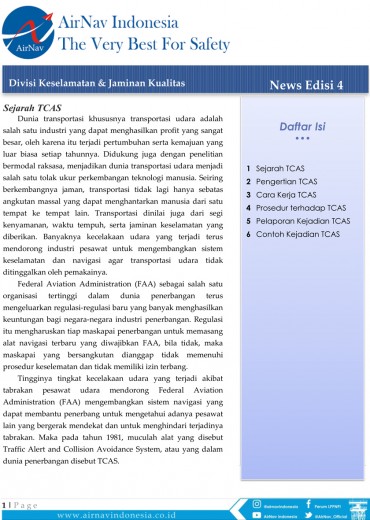 AirNav
AirNav Indonesia
The Very Best For Safety
Divisi Keselamatan & Jaminan Kualitas
News Edisi 4
Sejarah TCAS
Dunia transportasi khususnya transportasi udara adalah
salah satu industri yang dapat menghasilkan profit yang sangat
besar, oleh karena itu terjadi pertumbuhan serta kemajuan yang
luar biasa setiap tahunnya. Didukung juga dengan penelitian
bermodal raksasa, menjadikan dunia transportasi udara menjadi
salah satu tolak ukur perkembangan teknologi manusia. Seiring
berkembangnya jaman, transportasi tidak lagi hanya sebatas
angkutan massal yang dapat menghantarkan manusia dari satu
tempat ke tempat lain. Transportasi dinilai juga dari segi
kenyamanan, waktu tempuh, serta jaminan keselamatan yang
diberikan. Banyaknya kecelakaan udara yang terjadi terus
mendorong industri pesawat untuk mengembangkan sistem
keselamatan dan navigasi agar transportasi udara tidak
ditinggalkan oleh pemakainya.
Federal Aviation Administration (FAA) sebagai salah satu
organisasi tertinggi dalam dunia penerbangan terus
mengeluarkan regulasi-regulasi baru yang banyak menghasilkan
keuntungan bagi negara-negara industri penerbangan. Regulasi
itu mengharuskan tiap maskapai penerbangan untuk memasang
alat navigasi terbaru yang diwajibkan FAA, bila tidak, maka
maskapai yang bersangkutan dianggap tidak memenuhi
prosedur keselamatan dan tidak memiliki izin terbang.
Tingginya tingkat kecelakaan udara yang terjadi akibat
tabrakan pesawat udara mendorong Federal Aviation
Administration (FAA) mengembangkan sistem navigasi yang
dapat membantu penerbang untuk mengetahui adanya pesawat
lain yang bergerak mendekat dan untuk menghindari terjadinya
tabrakan. Maka pada tahun 1981, muculah alat yang disebut
Traffic Alert and Collision Avoidance System, atau yang dalam
dunia penerbangan disebut TCAS.
Daftar Isi
1 Sejarah TCAS
2 Pengertian TCAS
3 Cara Kerja TCAS
4 Prosedur terhadap TCAS
5 Pelaporan Kejadian TCAS
6 Contoh Kejadian TCAS
1 | Page
www.airnavindonesia.co.id
@airnavindonesia
Forum LPPNPI
AirNav Indonesia
@AirNav_Official